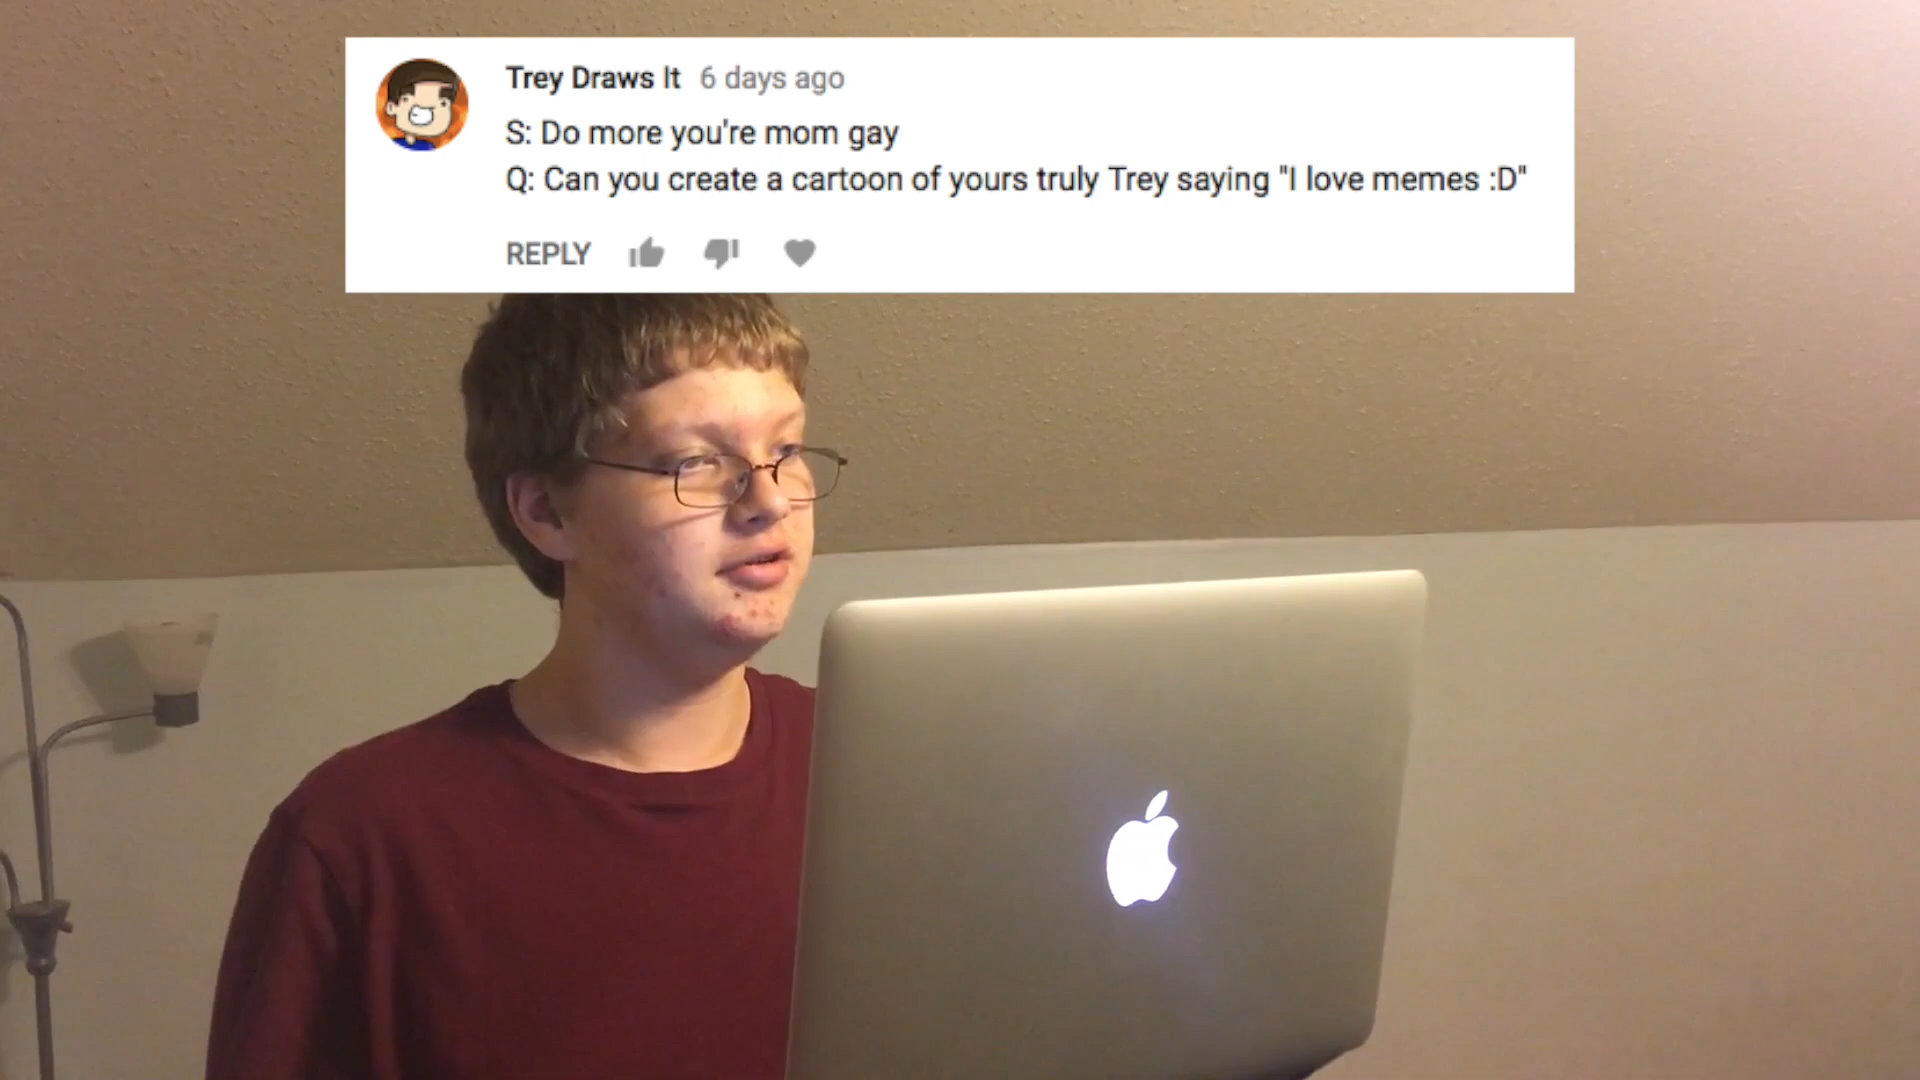 Trey Draws It 6 days ago
S: Do more you're mom gay
Q: Can you create a cartoon of yours truly Trey saying "I love memes :D"
REPLY